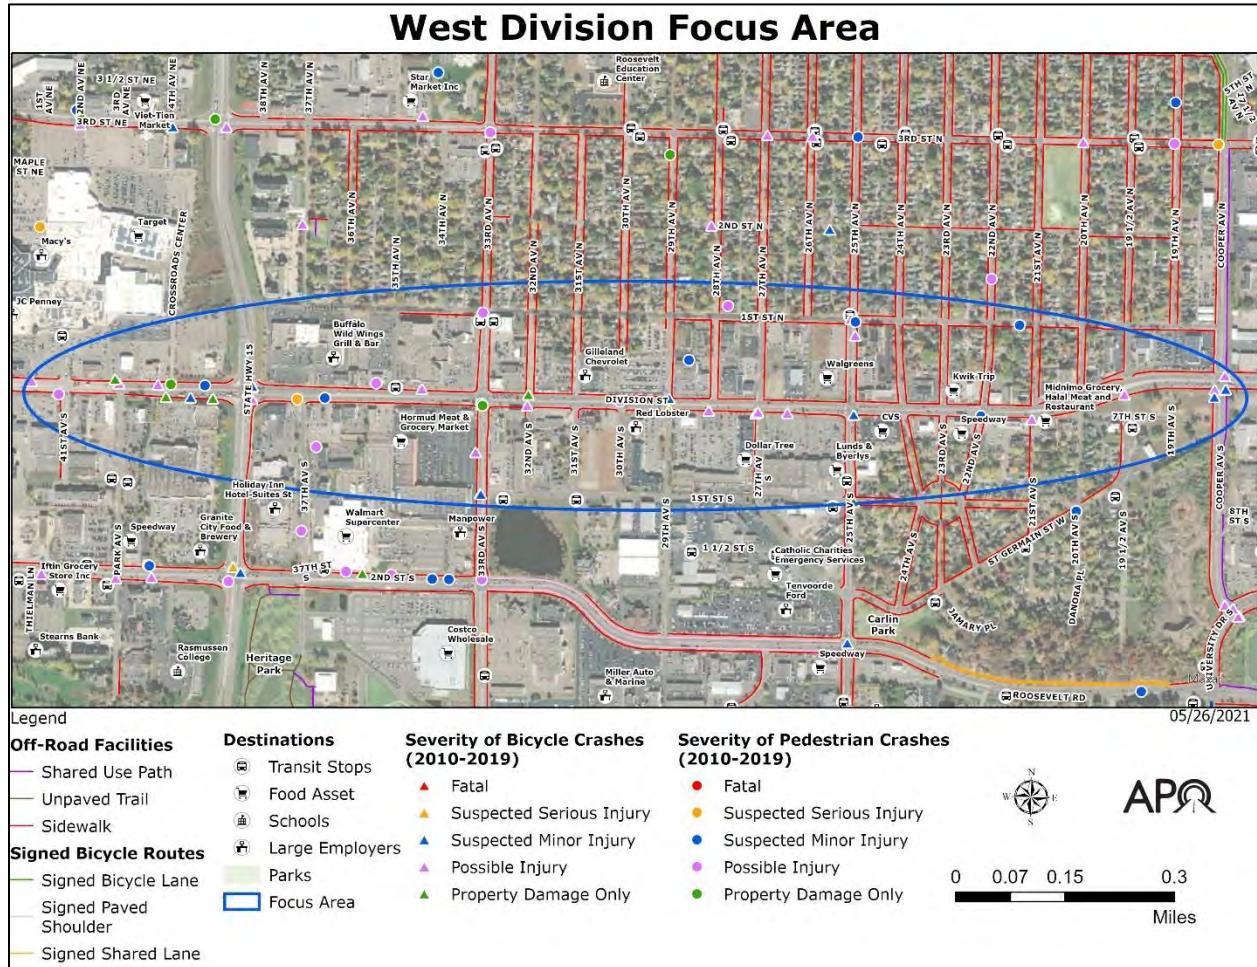 West Division Focus Area
Roosevelt
Education
Center
1ST
AV NE
2ND AV NE
3 1/2 ST NE
3RD
AV NE
4TH AV NE
Viet-Tien
Market
3RD ST NE
38TH AV N
37TH AV N
Star
Market Inc
5TH ST N
17 1/2
AV N
3RD ST N
MAPLE
ST NE
Target
Macy's
JC Penney
CROSSROADS CENTER
36TH AV N
35TH AV N
34TH AV N
33RD AV N
32ND AV N
31ST AV N
30TH AV N
29TH AV N
28TH AV N
2ND ST N
27TH AV N
26TH AV N
25TH AV N
24TH AV N
23RD AV N
22ND AV N
21ST AV N
20TH AV N
19 1/2 AV N
19TH AV N
COOPER AV N
1ST ST N
STATE HWY 15
Buffalo
Wild Wings
Grill & Bar
Gilleland
Chevrolet
Walgreens
Kwik Trip
Midnimo Grocery,
Halal Meat and
Restaurant
DIVISION ST
Red Lobster
Hormud Meat &
Grocery Market
41ST AV S
CVS
Speedway
7TH ST S
19TH AV S
Dollar Tree
Lunds &
Byerlys
32ND AV S
31ST AV S
30TH AV S
27TH AV
S
23RD AV S
22ND AV S
Holiday Inn
Hotel-Suites St
37TH AV S
1ST ST S
25TH AV S
21ST AV S
COOPER AV S
8TH
ST S
Speedway
Granite
City Food &
Brewery
Walmart
Supercenter
Manpower
33RD AV S
29TH AV S
1 1/2 ST S
Catholic Charities
Emergency Services
24TH AV S
ST GERMAIN ST W
20TH AV S
19 1/2 AV S
PARK AV S
Iftin Grocery
Store Inc
37TH ST
S
2ND ST S
Tenvoorde
Ford
DANORA PL
THIELMAN LN
Stearns Bank
Rasmussen
College
Heritage
Park
Costco
Wholesale
Carlin
Park
JAMARY PL
Speedway
Miller Auto
& Marine
ROOSEVELT RD
UNIVERSITY DR S
05/26/2021
Legend
Off-Road Facilities
Shared Use Path
Unpaved Trail
Sidewalk
Signed Bicycle Routes
Signed Bicycle Lane
Signed Paved
Shoulder
Signed Shared Lane
Destinations
Transit Stops
Food Asset
Schools
Large Employers
Parks
Focus Area
Severity of Bicycle Crashes
(2010-2019)
Fatal
Suspected Serious Injury
Suspected Minor Injury
Possible Injury
Property Damage Only
Severity of Pedestrian Crashes
(2010-2019)
Fatal
Suspected Serious Injury
Suspected Minor Injury
Possible Injury
Property Damage Only
N
W E
S
APO
0 0.07 0.15 0.3
Miles